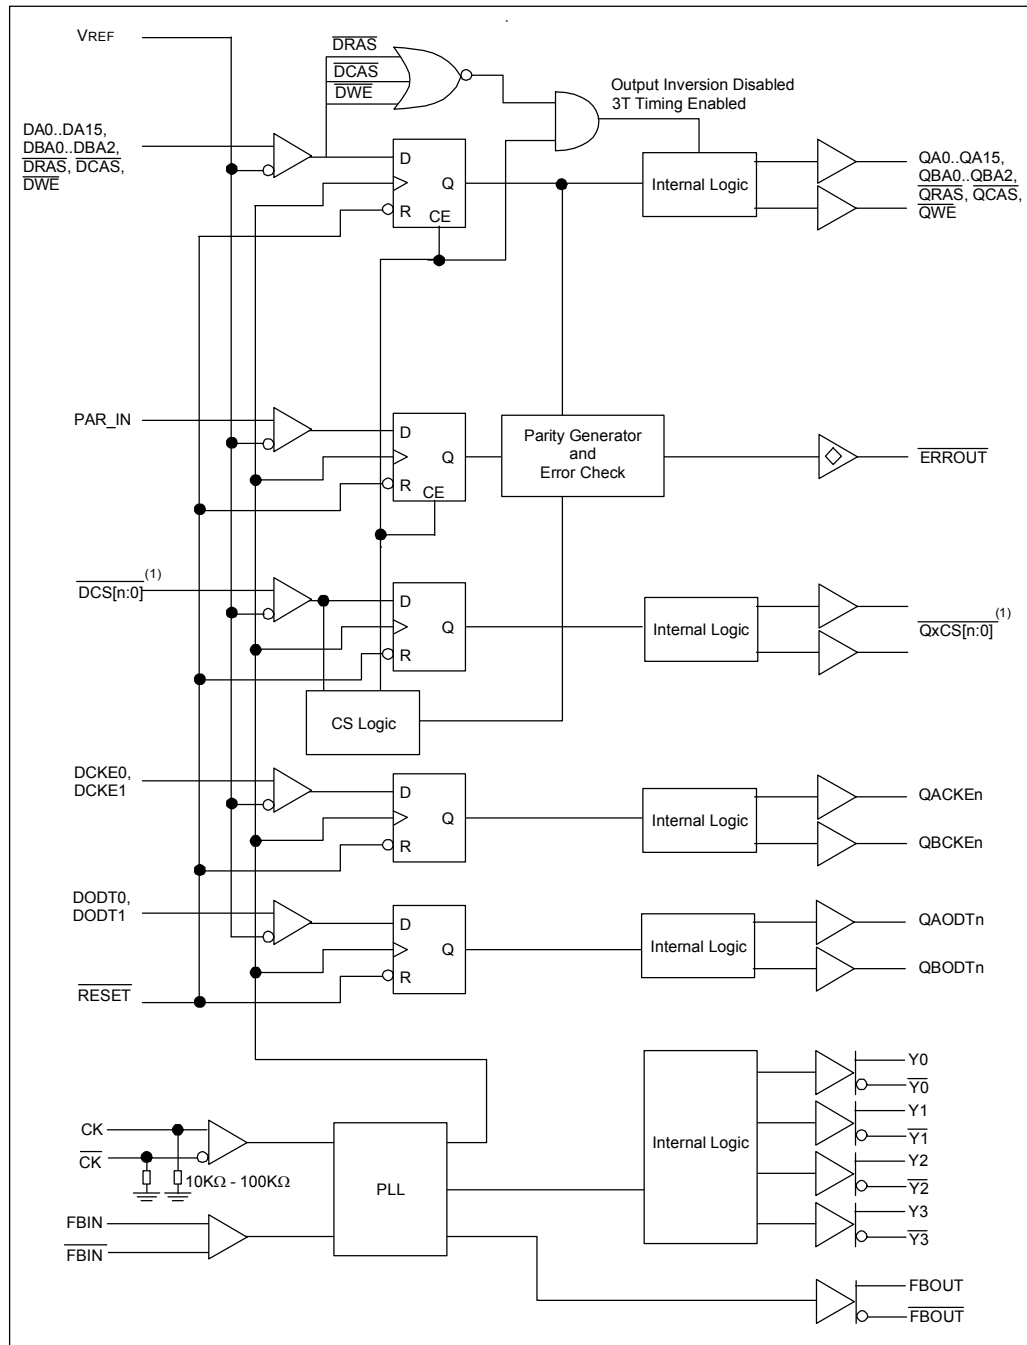 VREF
DRAS
DCAS
DWE
Output Inversion Disabled
3T Timing Enabled
DA0..DA15,
DBA0..DBA2,
DRAS, DCAS,
DWE
D
Q
R
CE
Internal Logic
QA0..QA15,
QBA0..QBA2,
QRAS, QCAS,
QWE
PAR_IN
D
Q
R
CE
Parity Generator
and
Error Check
ERROUT
DCS[n:0](1)
D
Q
R
Internal Logic
QxCS[n:0](1)
CS Logic
DCKE0,
DCKE1
D
Q
R
Internal Logic
QACKEn
QBCKEn
DODT0,
DODT1
D
Q
R
Internal Logic
QAODTn
QBODTn
RESET
CK
CK
10KΩ - 100KΩ
FBIN
FBIN
PLL
Internal Logic
Y0
Y0
Y1
Y1
Y2
Y2
Y3
Y3
FBOUT
FBOUT